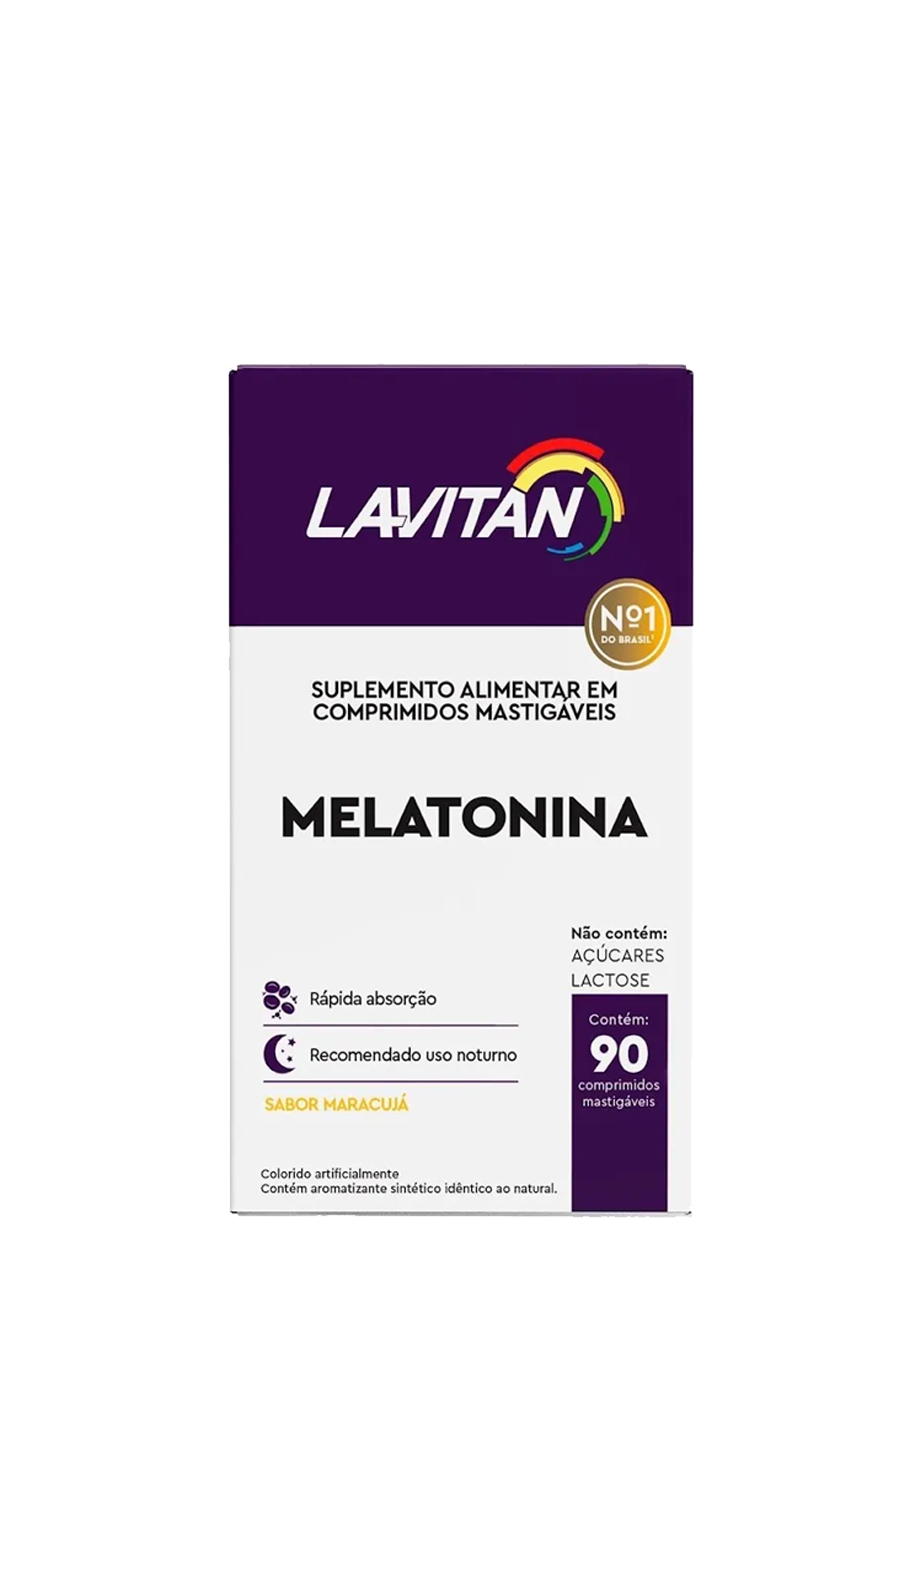 LAVITAN
Nº1
DO BRASIL¹
SUPLEMENTO ALIMENTAR EM
COMPRIMIDOS MASTIGÁVEIS
MELATONINA
Não contém:
AÇÚCARES
LACTOSE
Rápida absorção
Recomendado uso noturno
SABOR MARACUJÁ
Contém:
90
comprimidos
mastigáveis
Colorido artificialmente
Contém aromatizante sintético idêntico ao natural.